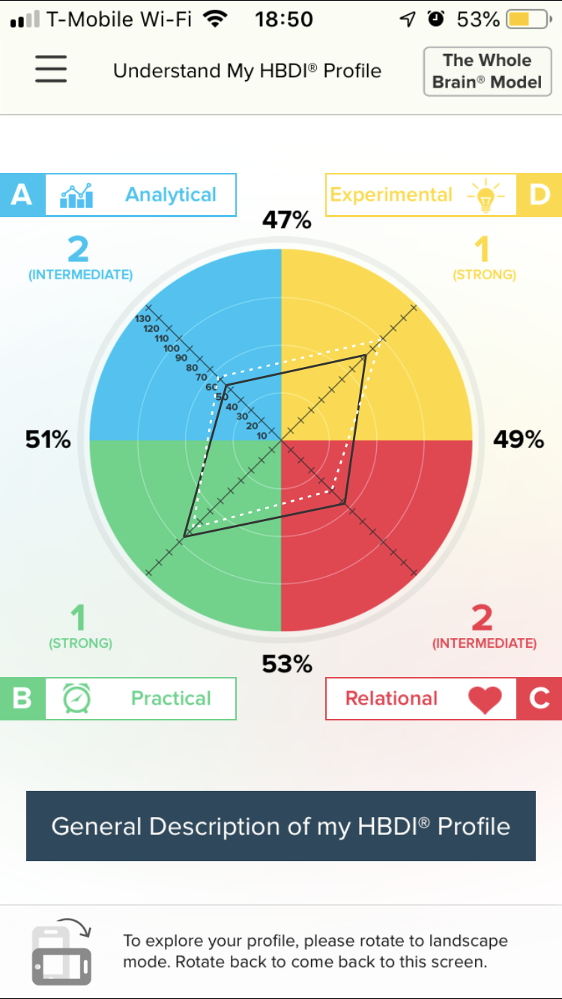 T-Mobile Wi-Fi 18:50 53%
Understand My HBDI® Profile
The Whole
Brain® Model
A Analytical
Experimental D
47%
2
(INTERMEDIATE)
1
(STRONG)
130
120
110
100
90
80
70
60
50
40
30
20
10
51%
49%
1
(STRONG)
2
(INTERMEDIATE)
53%
B Practical
Relational C
General Description of my HBDI® Profile
To explore your profile, please rotate to landscape
mode. Rotate back to come back to this screen.